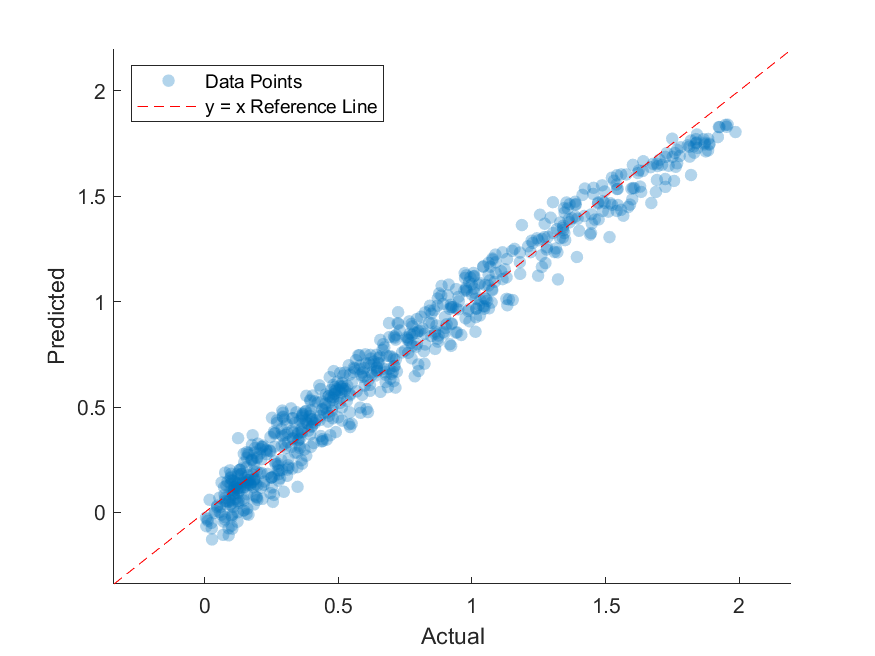 Data Points
y = x Reference Line
2
1.5
1
0.5
0
Predicted
0
0.5
1
1.5
2
Actual